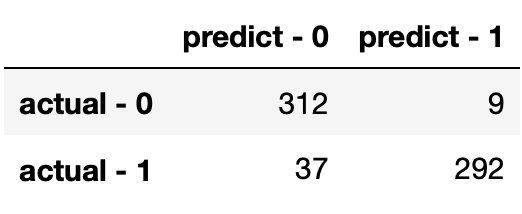 predict - 0 predict - 1
actual - 0 312 9
actual - 1 37 292